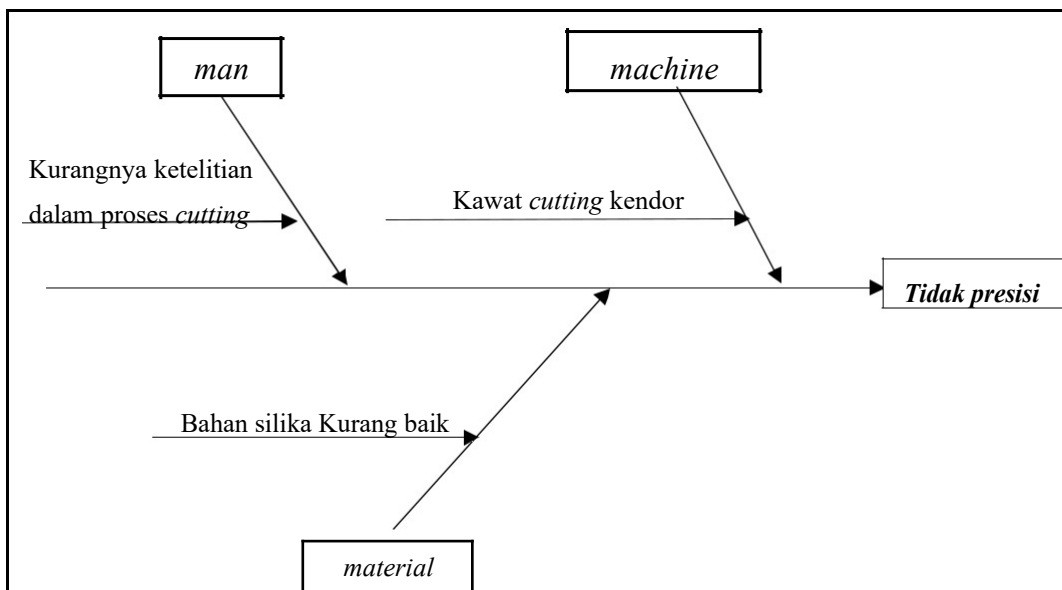 man
machine
Kurangnya ketelitian
dalam proses cutting
Kawat cutting kendor
Tidak presisi
Bahan silika Kurang baik
material